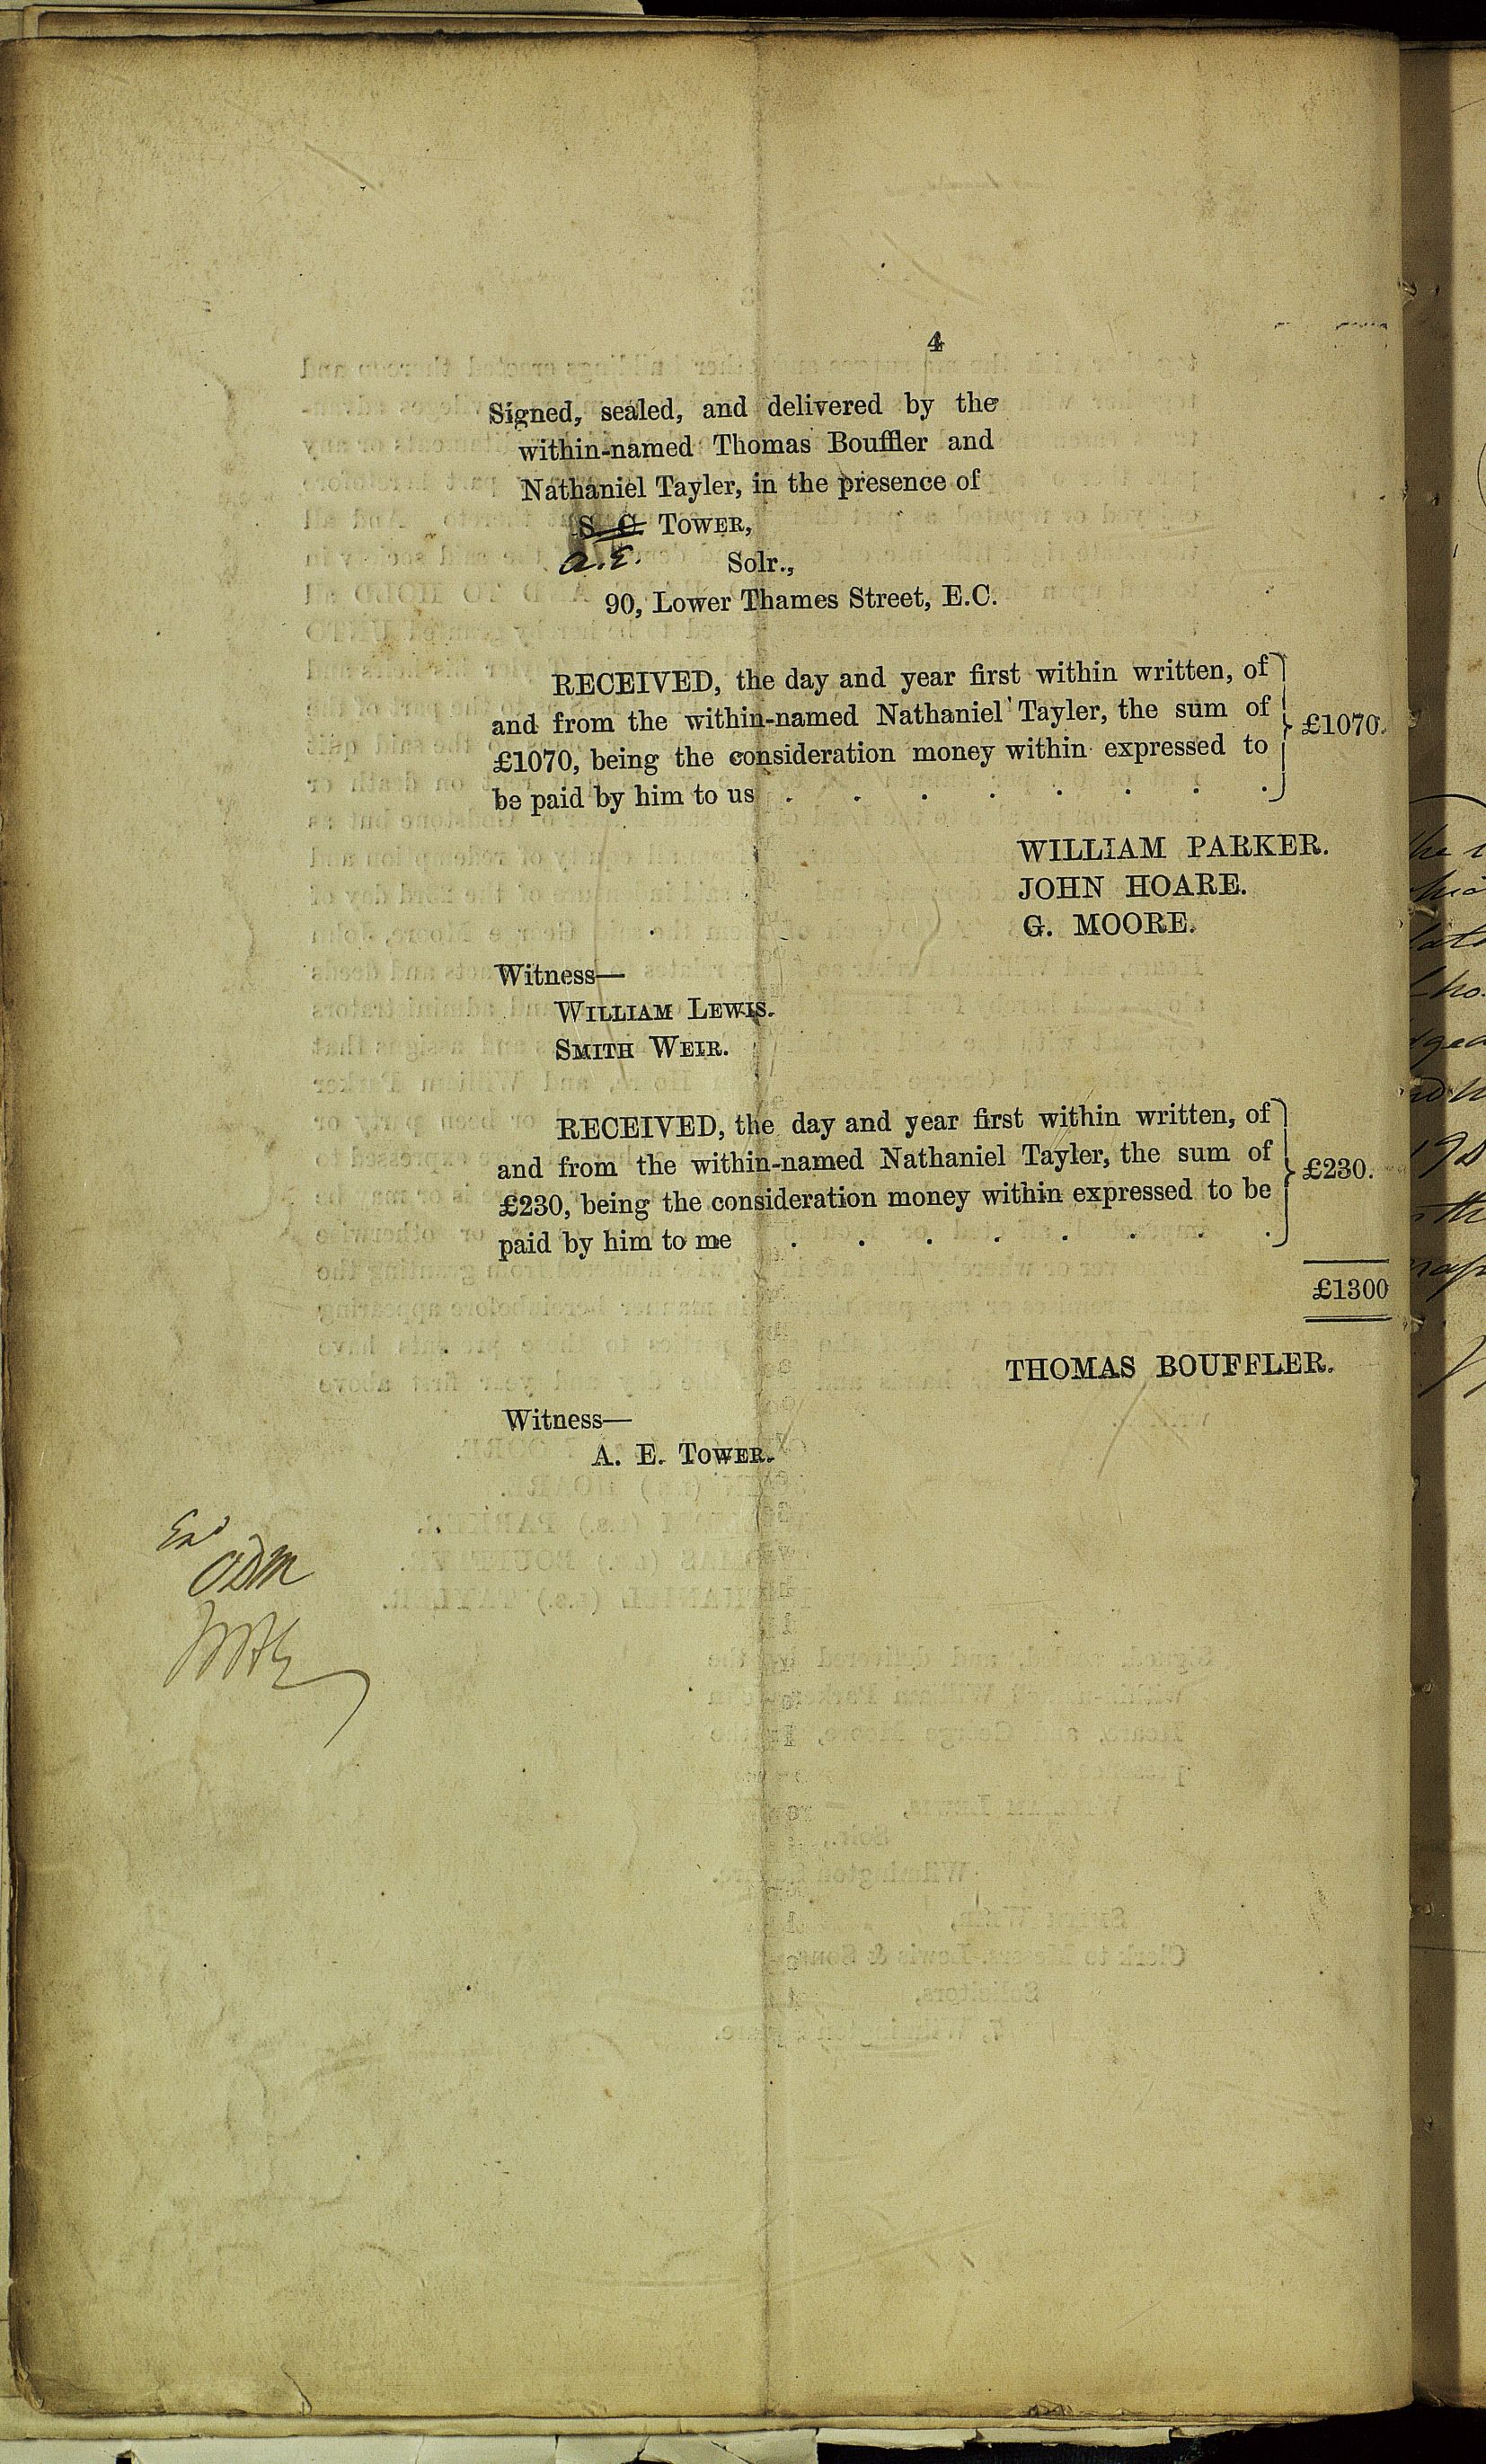 4
Signed, sealed, and delivered by the
within-named Thomas Bouffler and
Nathaniel Tayler, in the presence of
S. C. TOWER,
A. E. Solr.,
90, Lower Thames Street, E.C.
RECEIVED, the day and year first within written, of
and from the within-named Nathaniel Tayler, the sum of
£1070, being the consideration money within expressed to
be paid by him to us . . . . . . . .
£1070.
WILLIAM PARKER.
JOHN HOARE.
G. MOORE.
Witness—
WILLIAM LEWIS.
SMITH WEIR.
RECEIVED, the day and year first within written, of
and from the within-named Nathaniel Tayler, the sum of
£230, being the consideration money within expressed to be
paid by him to me . . . . . . . .
£230.
£1300
THOMAS BOUFFLER.
Witness—
A. E. TOWER.